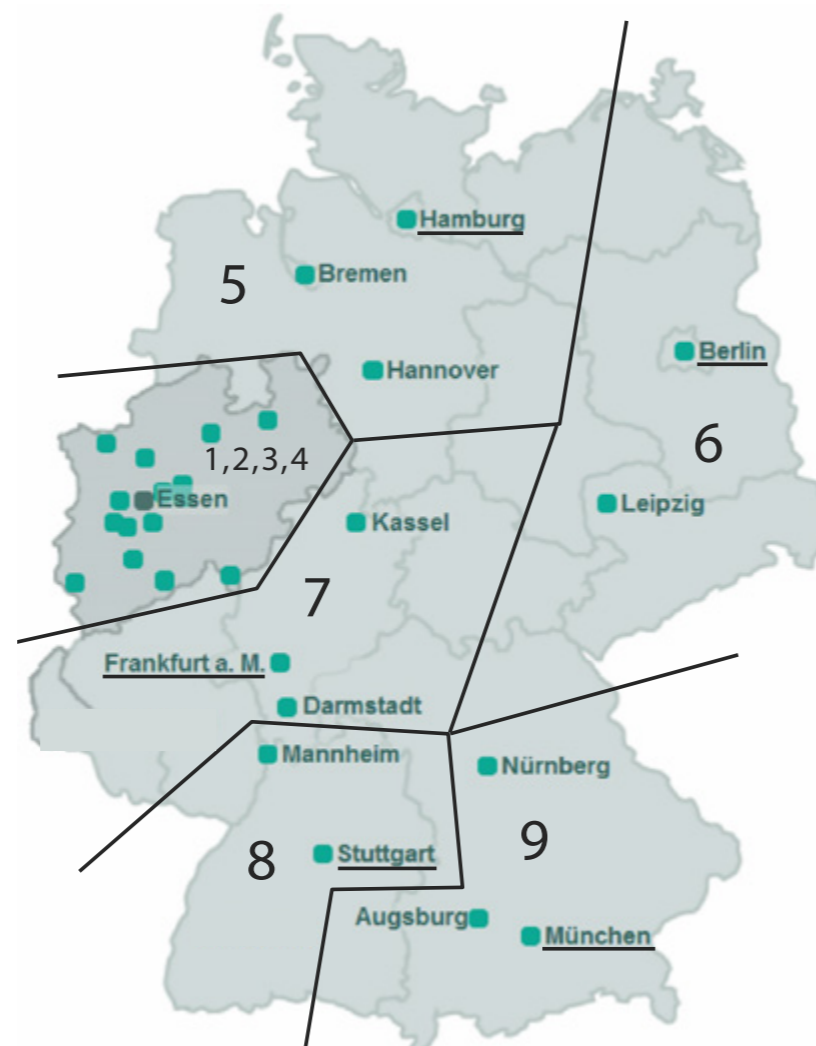 Hamburg
Bremen
5
Berlin
Hannover
6
1,2,3,4
Essen
Leipzig
Kassel
7
Frankfurt a. M.
Darmstadt
Mannheim
Nürnberg
9
8
Stuttgart
Augsburg
München